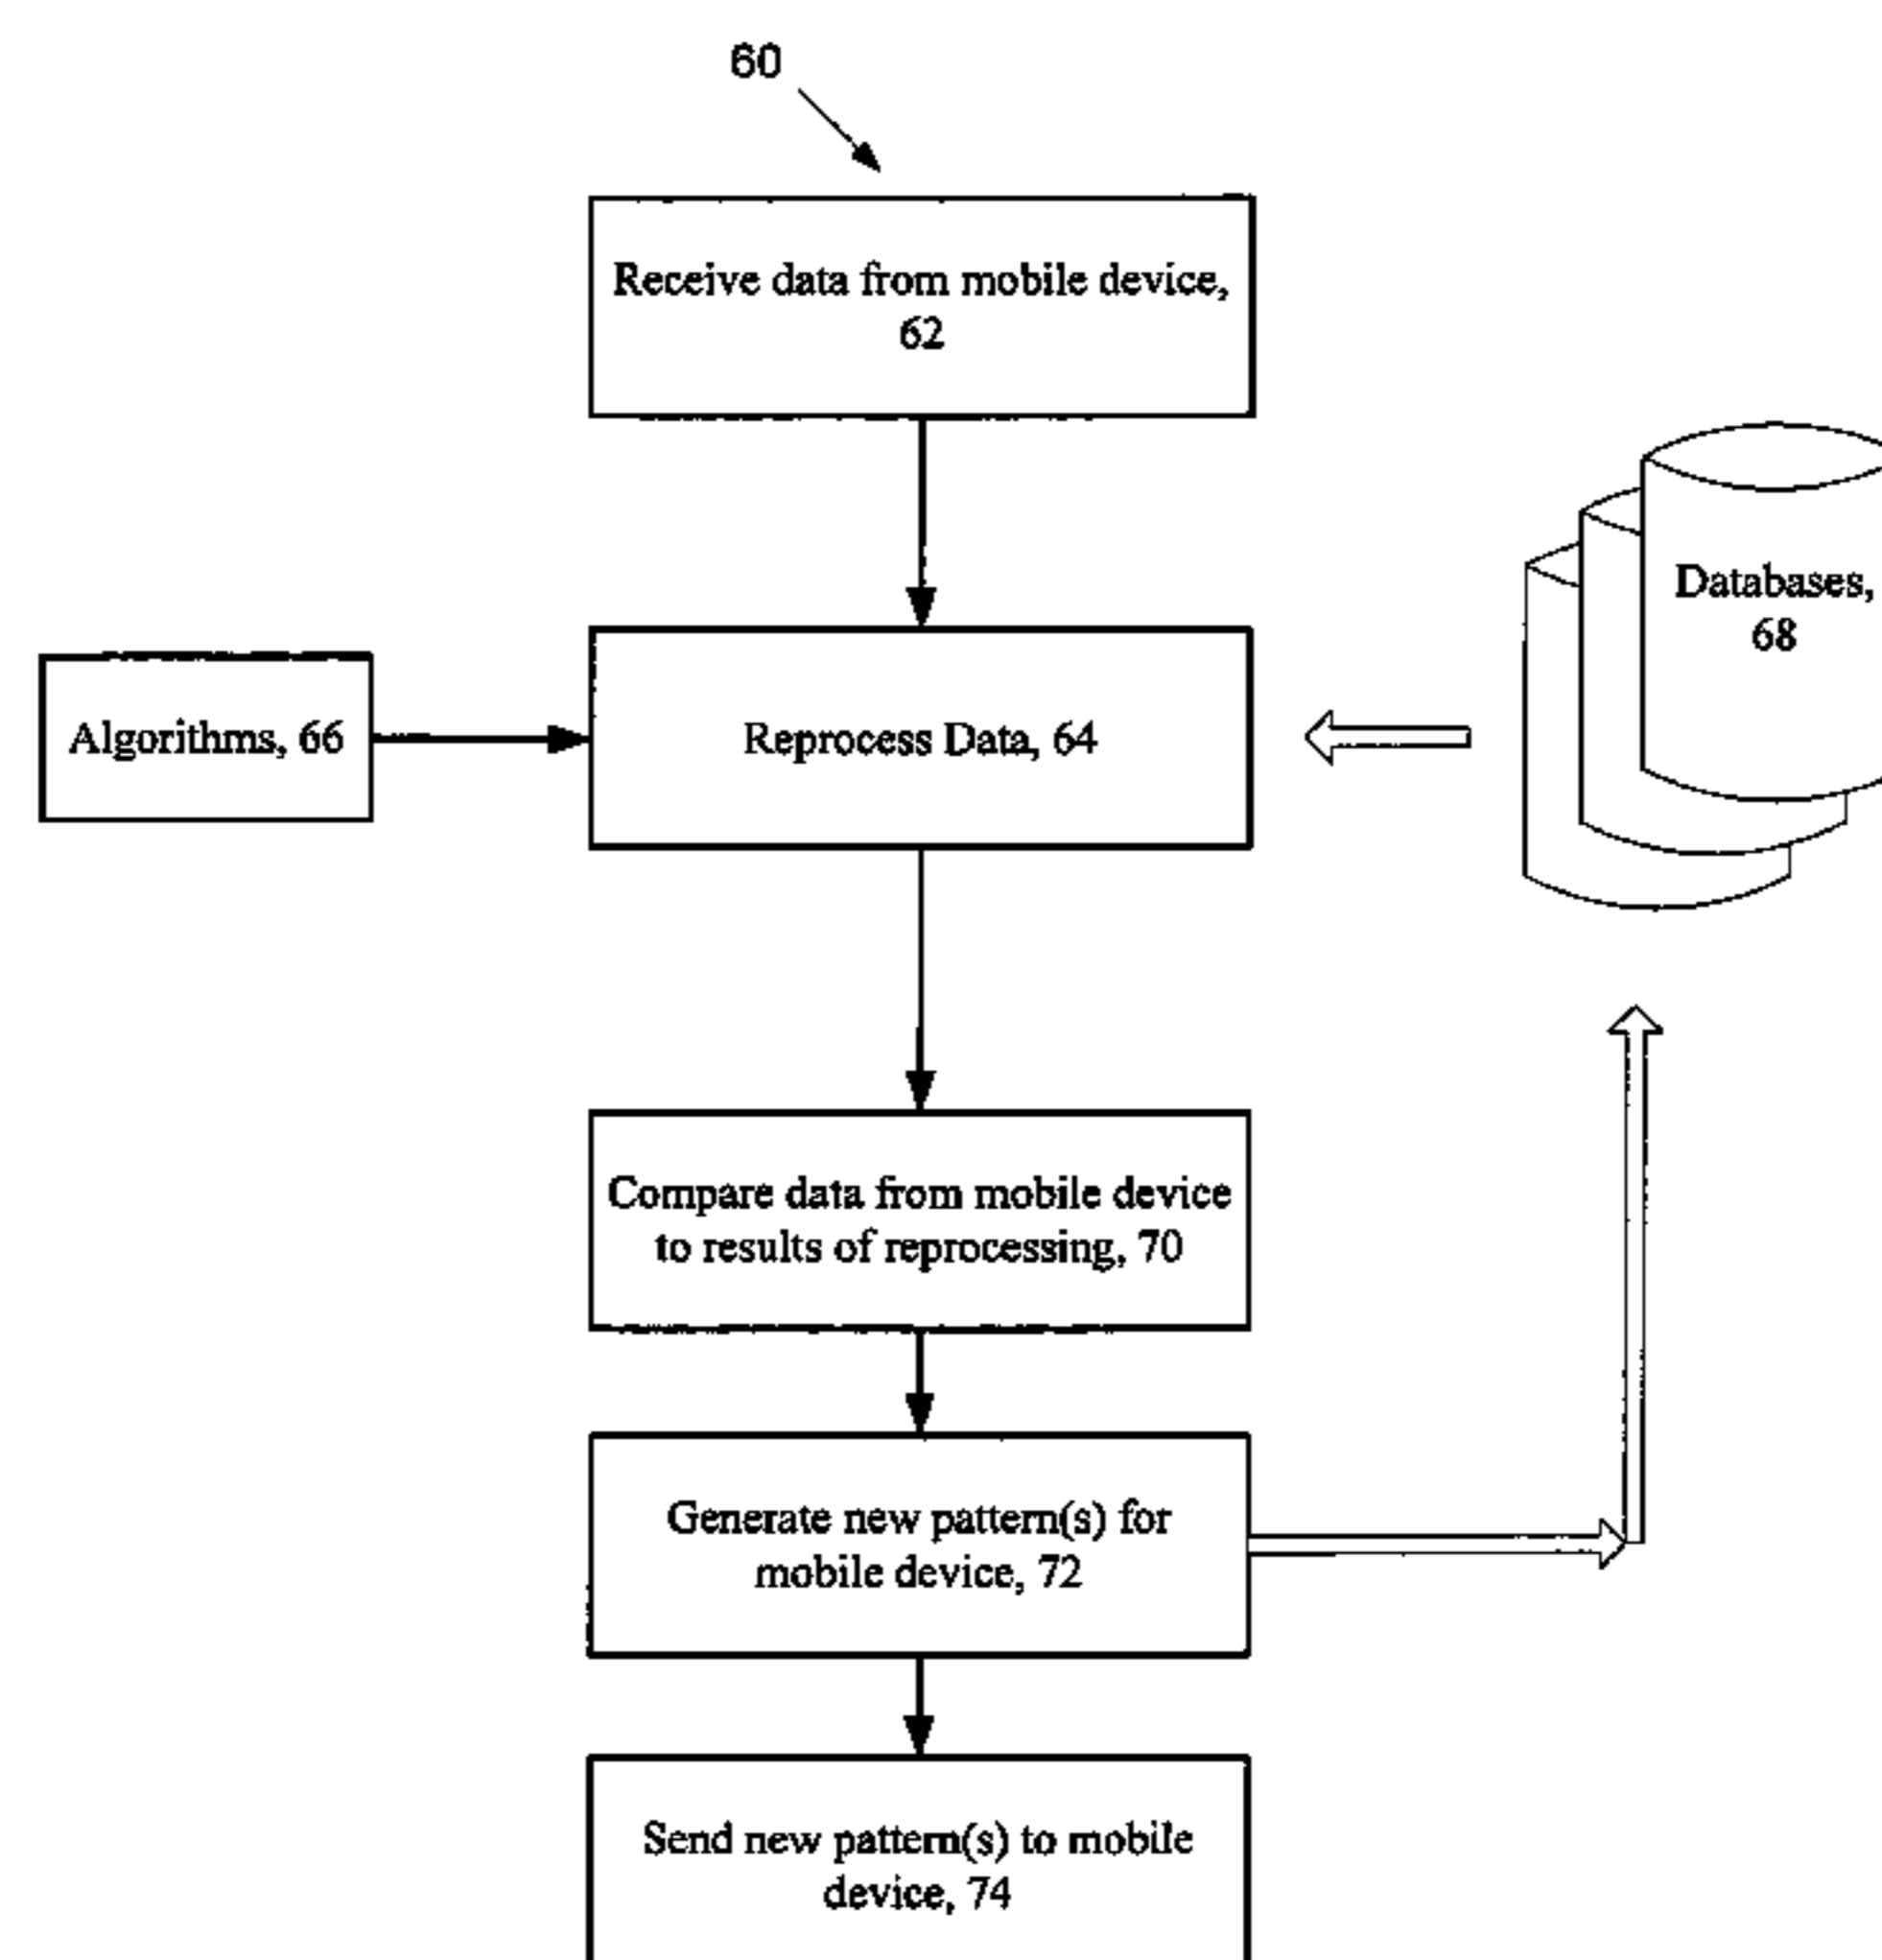 60
Receive data from mobile device,
62
Databases,
68
Algorithms, 66
Reprocess Data, 64
Compare data from mobile device
to results of reprocessing, 70
Generate new pattern(s) for
mobile device, 72
Send new pattern(s) to mobile
device, 74